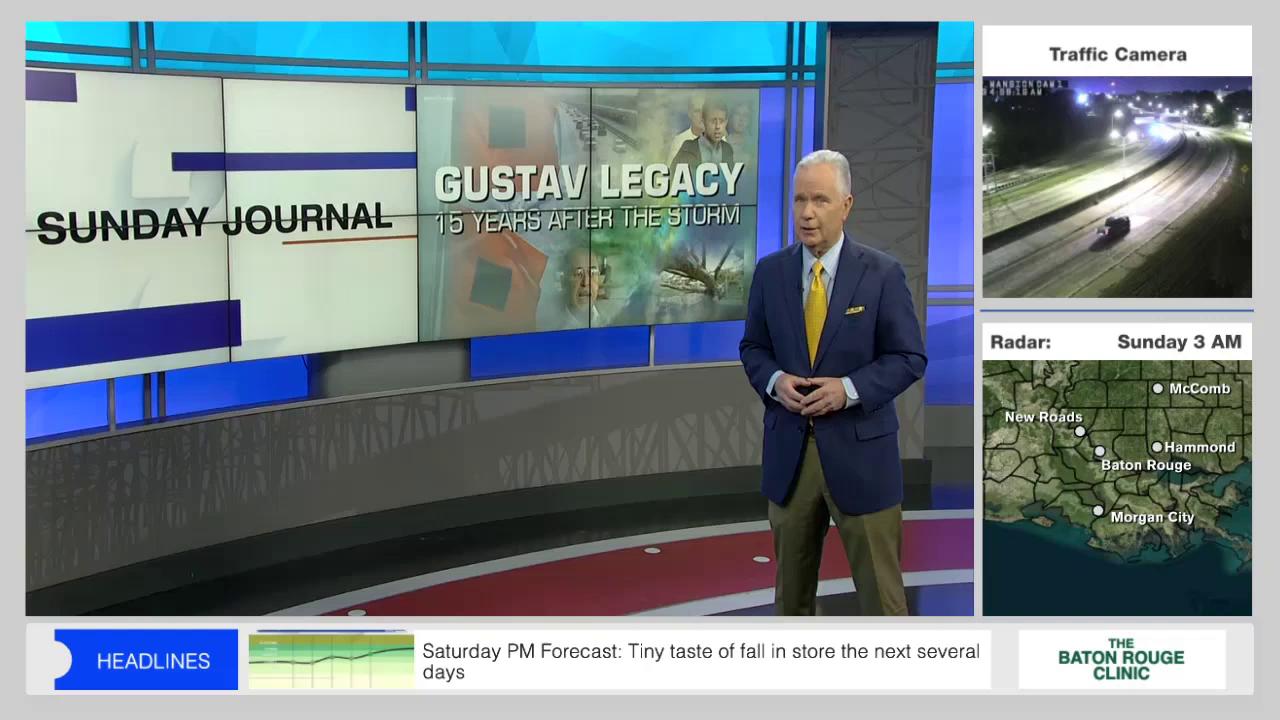 SUNDAY JOURNAL
GUSTAV LEGACY
15 YEARS AFTER THE STORM
Traffic Camera
Radar: Sunday 3 AM
McComb
New Roads
Hammond
Baton Rouge
Morgan City
HEADLINES
Saturday PM Forecast: Tiny taste of fall in store the next several
days
THE
BATON ROUGE
CLINIC